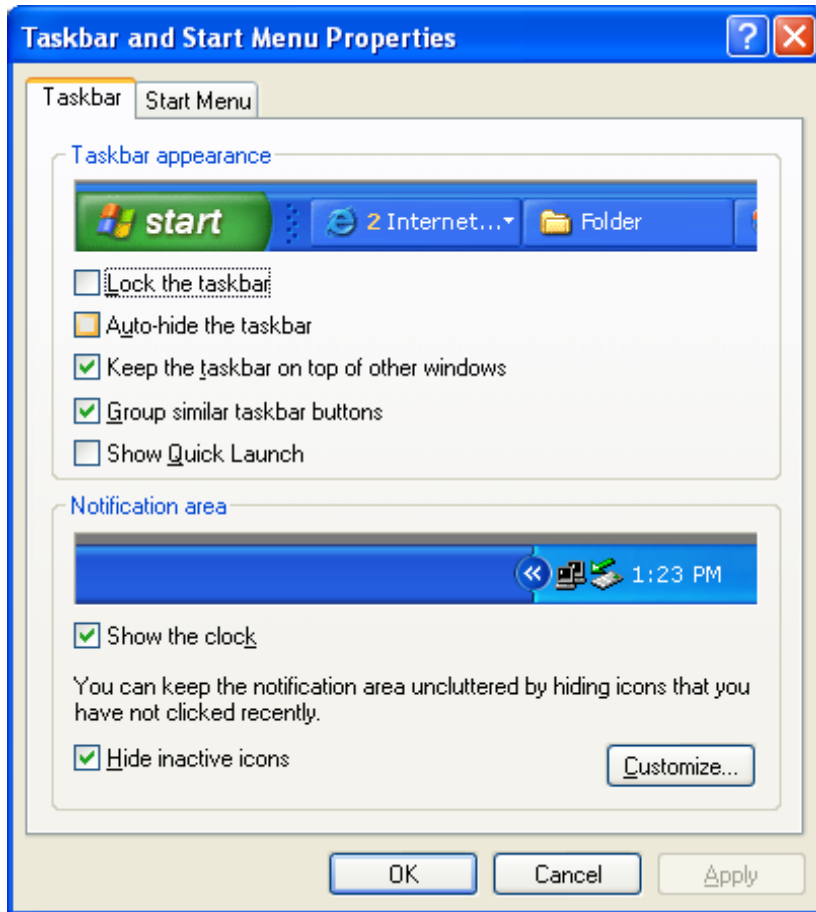 Taskbar and Start Menu Properties
Taskbar
Start Menu
Taskbar appearance
start
2 Internet...
Folder
Lock the taskbar
Auto-hide the taskbar
Keep the taskbar on top of other windows
Group similar taskbar buttons
Show Quick Launch
Notification area
1:23 PM
Show the clock
You can keep the notification area uncluttered by hiding icons that you
have not clicked recently.
Hide inactive icons
Customize...
OK
Cancel
Apply